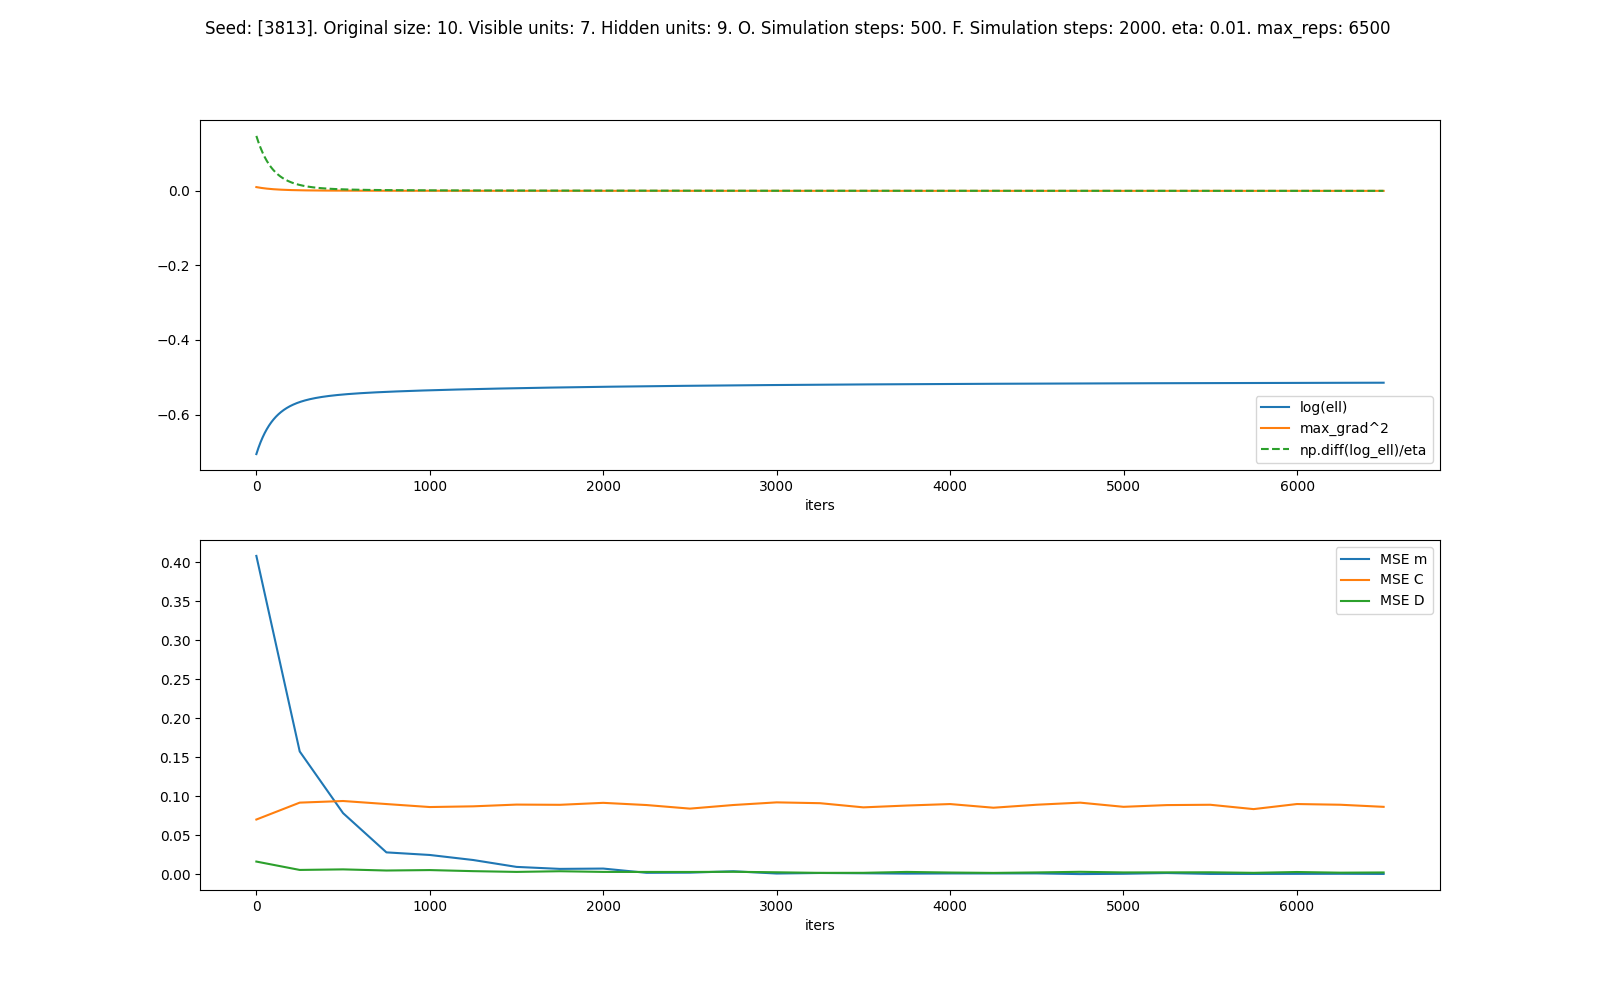 Seed: [3813]. Original size: 10. Visible units: 7. Hidden units: 9. O. Simulation steps: 500. F. Simulation steps: 2000. eta: 0.01. max_reps: 6500
0.0
−0.2
−0.4
−0.6
log(ell)
max_grad^2
np.diff(log_ell)/eta
0 1000 2000 3000 4000 5000 6000
iters
0.40
0.35
0.30
0.25
0.20
0.15
0.10
0.05
0.00
MSE m
MSE C
MSE D
0 1000 2000 3000 4000 5000 6000
iters